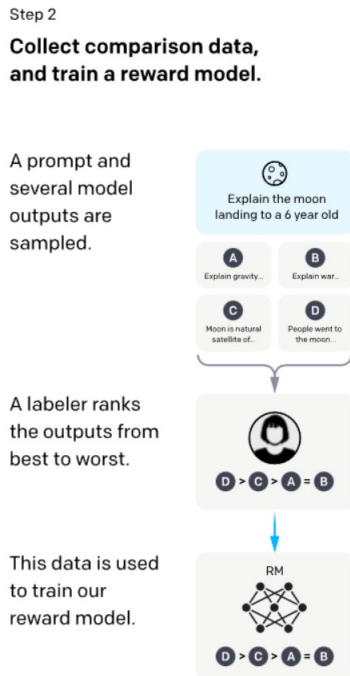 Step 2
Collect comparison data,
and train a reward model.
A prompt and
several model
outputs are
sampled.
Explain the moon
landing to a 6 year old
A
Explain gravity...
B
Explain war...
C
Moon is natural
satellite of...
D
People went to
the moon...
A labeler ranks
the outputs from
best to worst.
D > C > A = B
This data is used
to train our
reward model.
RM
D > C > A = B